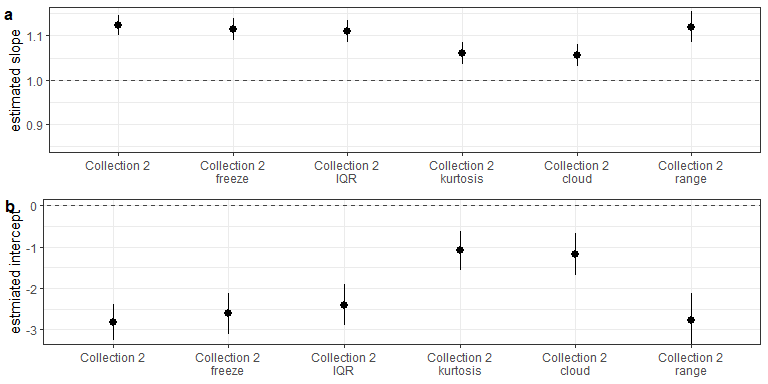 a
estimated slope
1.1
1.0
0.9
Collection 2
Collection 2
freeze
Collection 2
IQR
Collection 2
kurtosis
Collection 2
cloud
Collection 2
range
b
estmiated intercept
0
-1
-2
-3
Collection 2
Collection 2
freeze
Collection 2
IQR
Collection 2
kurtosis
Collection 2
cloud
Collection 2
range